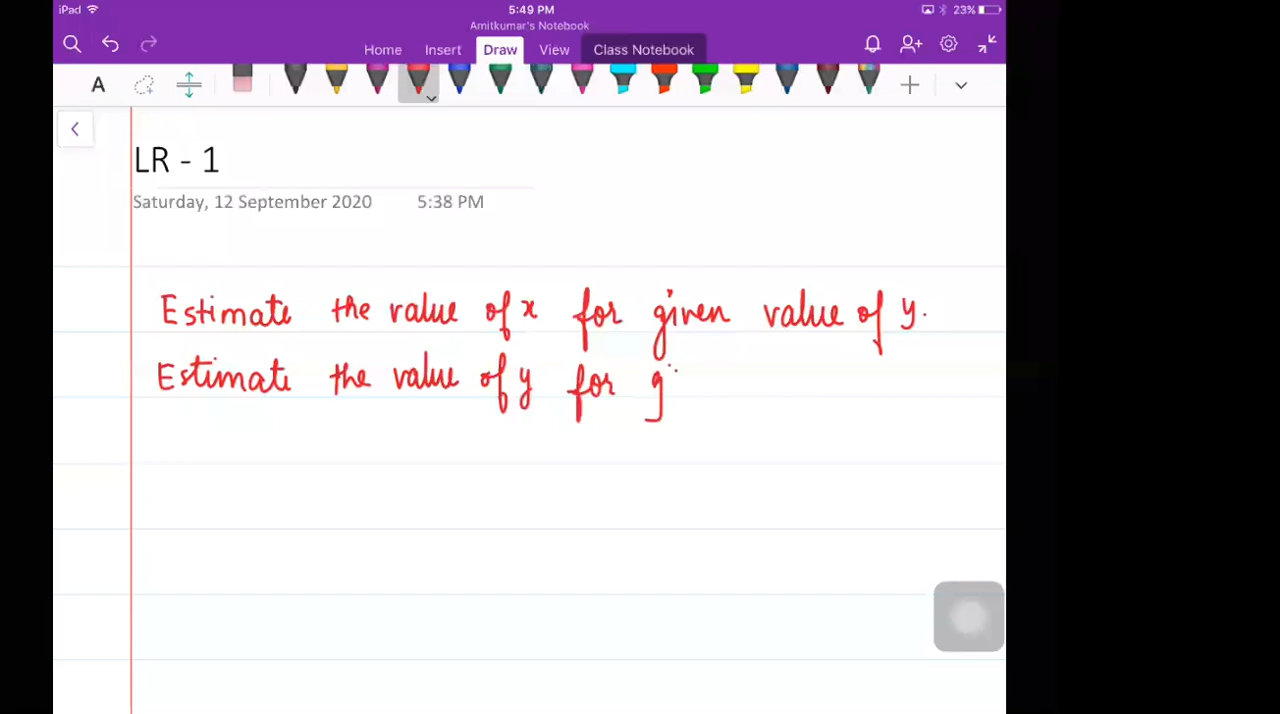 iPad 5:49 PM 23%
Amitkumar's Notebook
Home Insert Draw View Class Notebook
A
LR - 1
Saturday, 12 September 2020 5:38 PM
Estimate the value of x for given value of y.
Estimate the value of y for g